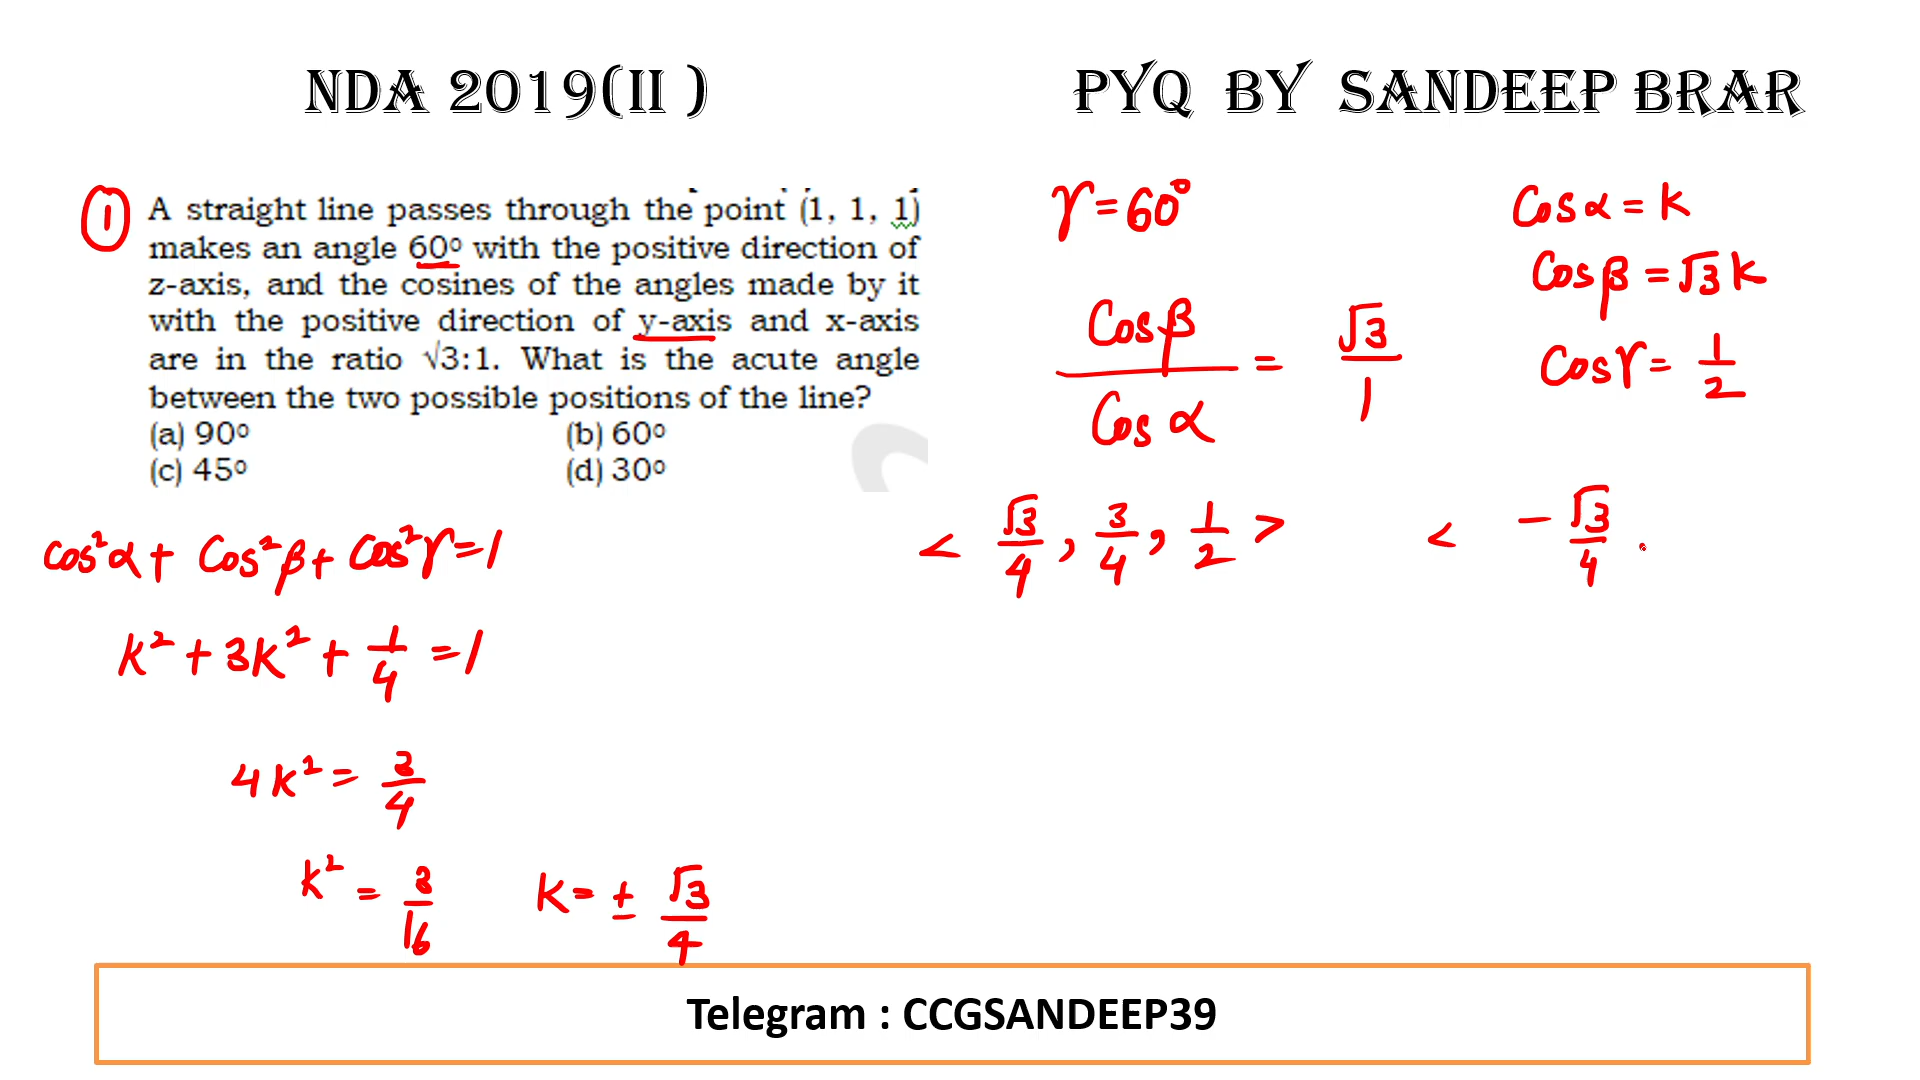 NDA 2019(II )
PYQ BY SANDEEP BRAR
1
A straight line passes through the point (1, 1, 1)
makes an angle 60° with the positive direction of
z-axis, and the cosines of the angles made by it
with the positive direction of y-axis and x-axis
are in the ratio √3:1. What is the acute angle
between the two possible positions of the line?
(a) 90° (b) 60°
(c) 45° (d) 30°
γ = 60°
Cosβ / Cosα = √3 / 1
Cosα = K
Cosβ = √3 K
Cosγ = 1/2
Cos²α + Cos²β + Cos²γ = 1
K² + 3K² + 1/4 = 1
4K² = 3/4
K² = 3/16 K = ± √3/4
< √3/4 , 3/4 , 1/2 >
< - √3/4 .
Telegram : CCGSANDEEP39